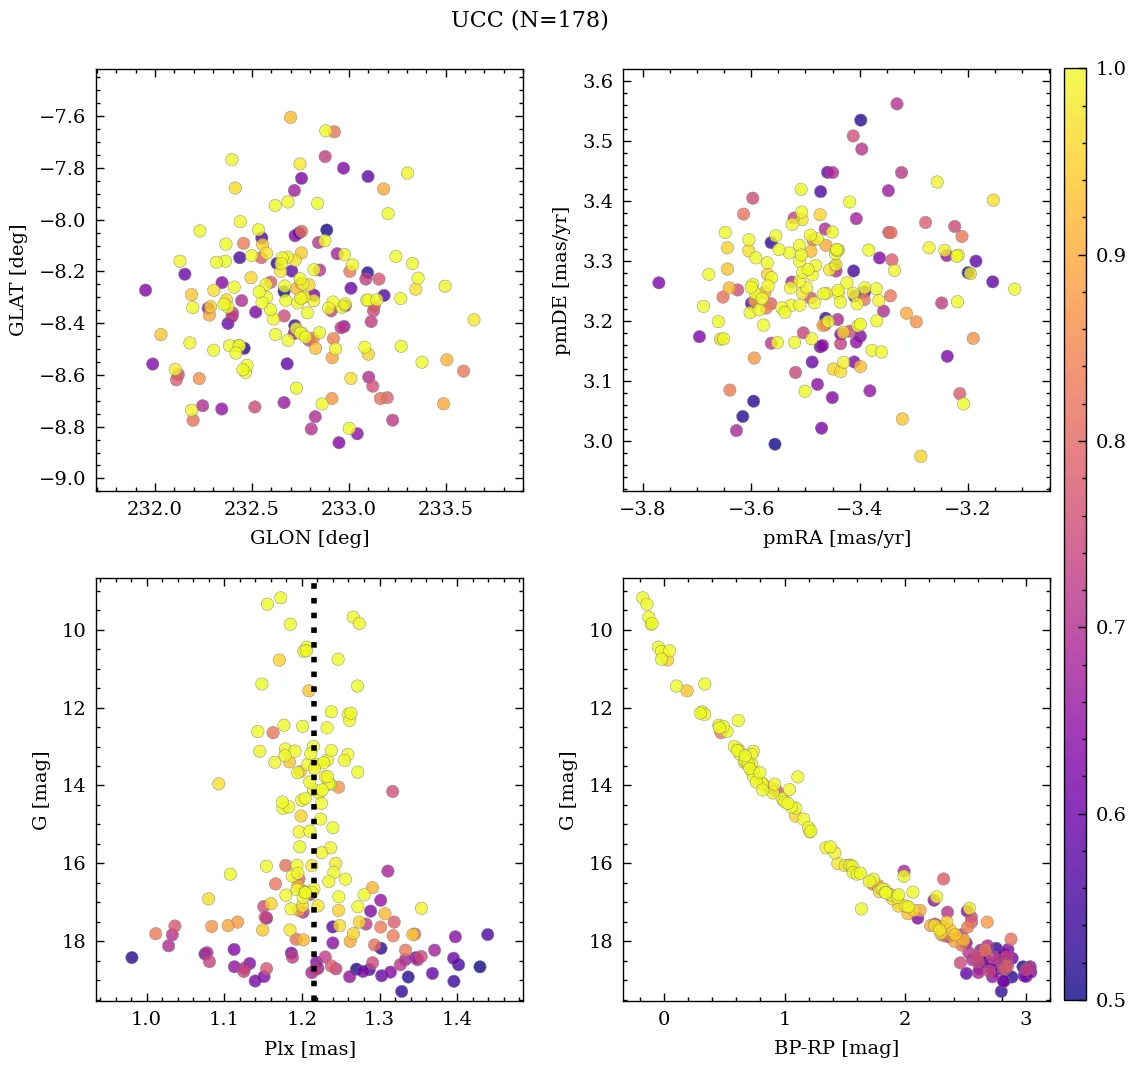 UCC (N=178)
−7.6
−7.8
−8.0
−8.2
−8.4
−8.6
−8.8
−9.0
GLAT [deg]
232.0 232.5 233.0 233.5
GLON [deg]
3.6
3.5
3.4
3.3
3.2
3.1
3.0
pmDE [mas/yr]
−3.8 −3.6 −3.4 −3.2
pmRA [mas/yr]
1.0
0.9
0.8
0.7
0.6
0.5
10
12
14
16
18
G [mag]
1.0 1.1 1.2 1.3 1.4
Plx [mas]
10
12
14
16
18
G [mag]
0 1 2 3
BP-RP [mag]